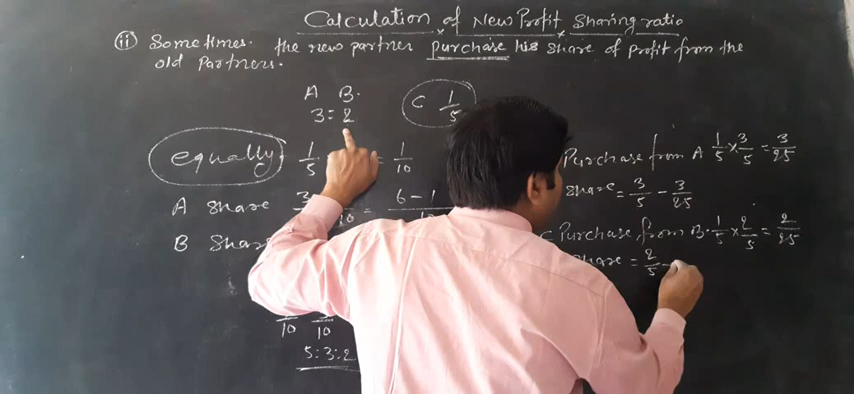 Calculation of New Profit Sharing ratio
(ii) Sometimes. the new partner purchase his share of profit from the
old Partners.
A B.
3:2
C 1/5
equally 1/5 = 1/10
A Share = 6-1
B Share
10 10
5:3:2
Purchase from A 1/5 × 3/5 = 3/25
Share = 3/5 - 3/25
C Purchase from B. 1/5 × 2/5 = 2/25
Share = 2/5 -